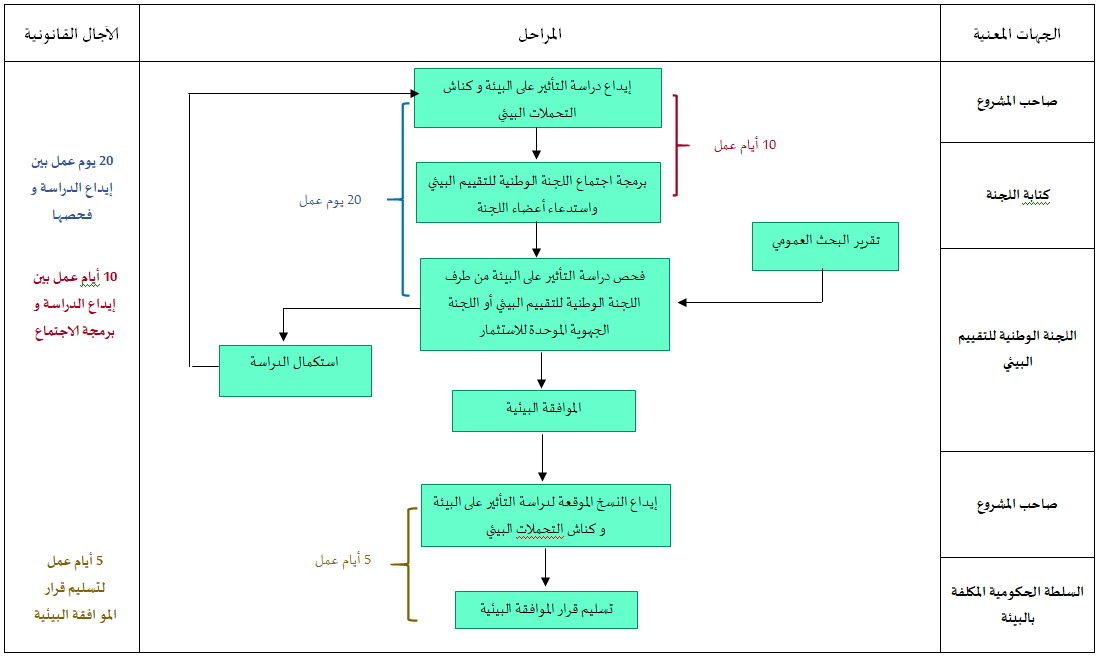 الجهات المعنية
المراحل
الآجال القانونية
صاحب المشروع
كتابة اللجنة
اللجنة الوطنية للتقييم
البيئي
صاحب المشروع
السلطة الحكومية المكلفة
بالبيئة
إيداع دراسة التأثير على البيئة و كناش
التحملات البيئي
10 أيام عمل
برمجة اجتماع اللجنة الوطنية للتقييم البيئي
واستدعاء أعضاء اللجنة
20 يوم عمل
تقرير البحث العمومي
فحص دراسة التأثير على البيئة من طرف
اللجنة الوطنية للتقييم البيئي أو اللجنة
الجهوية الموحدة للاستثمار
استكمال الدراسة
الموافقة البيئية
إيداع النسخ الموقعة لدراسة التأثير على البيئة
و كناش التحملات البيئي
5 أيام عمل
تسليم قرار الموافقة البيئية
20 يوم عمل بين
إيداع الدراسة و
فحصها
10 أيام عمل بين
إيداع الدراسة و
برمجة الاجتماع
5 أيام عمل
لتسليم قرار
الموافقة البيئية